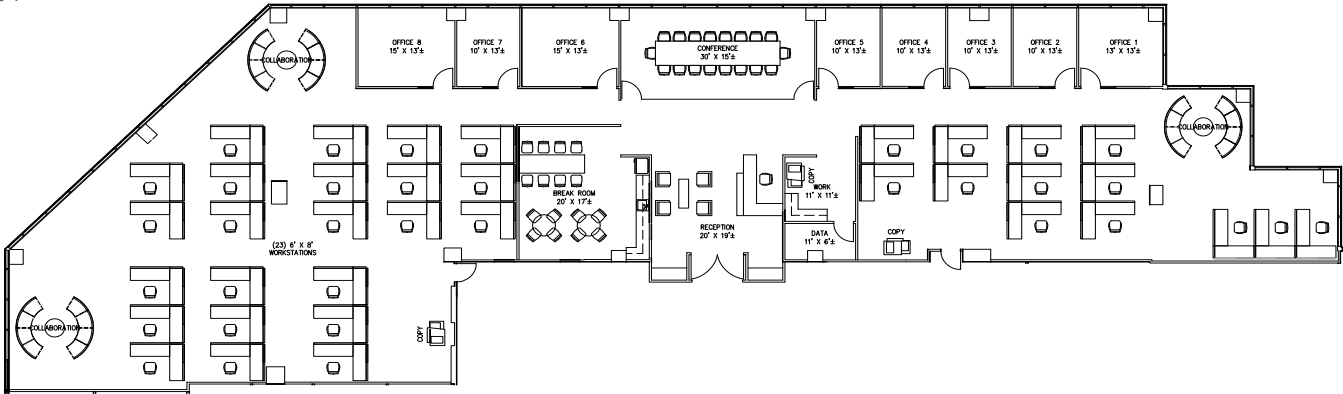 OFFICE 8
15' X 13'±
OFFICE 7
10' X 13'±
OFFICE 6
15' X 13'±
CONFERENCE
30' X 15'±
OFFICE 5
10' X 13'±
OFFICE 4
10' X 13'±
OFFICE 3
10' X 13'±
OFFICE 2
10' X 13'±
OFFICE 1
13' X 13'±
COLLABORATION
COLLABORATION
COPY
WORK
11' X 11'±
BREAK ROOM
20' X 17'±
RECEPTION
20' X 19'±
DATA
11' X 6'±
COPY
(23) 6' X 8'
WORKSTATIONS
COLLABORATION
COPY